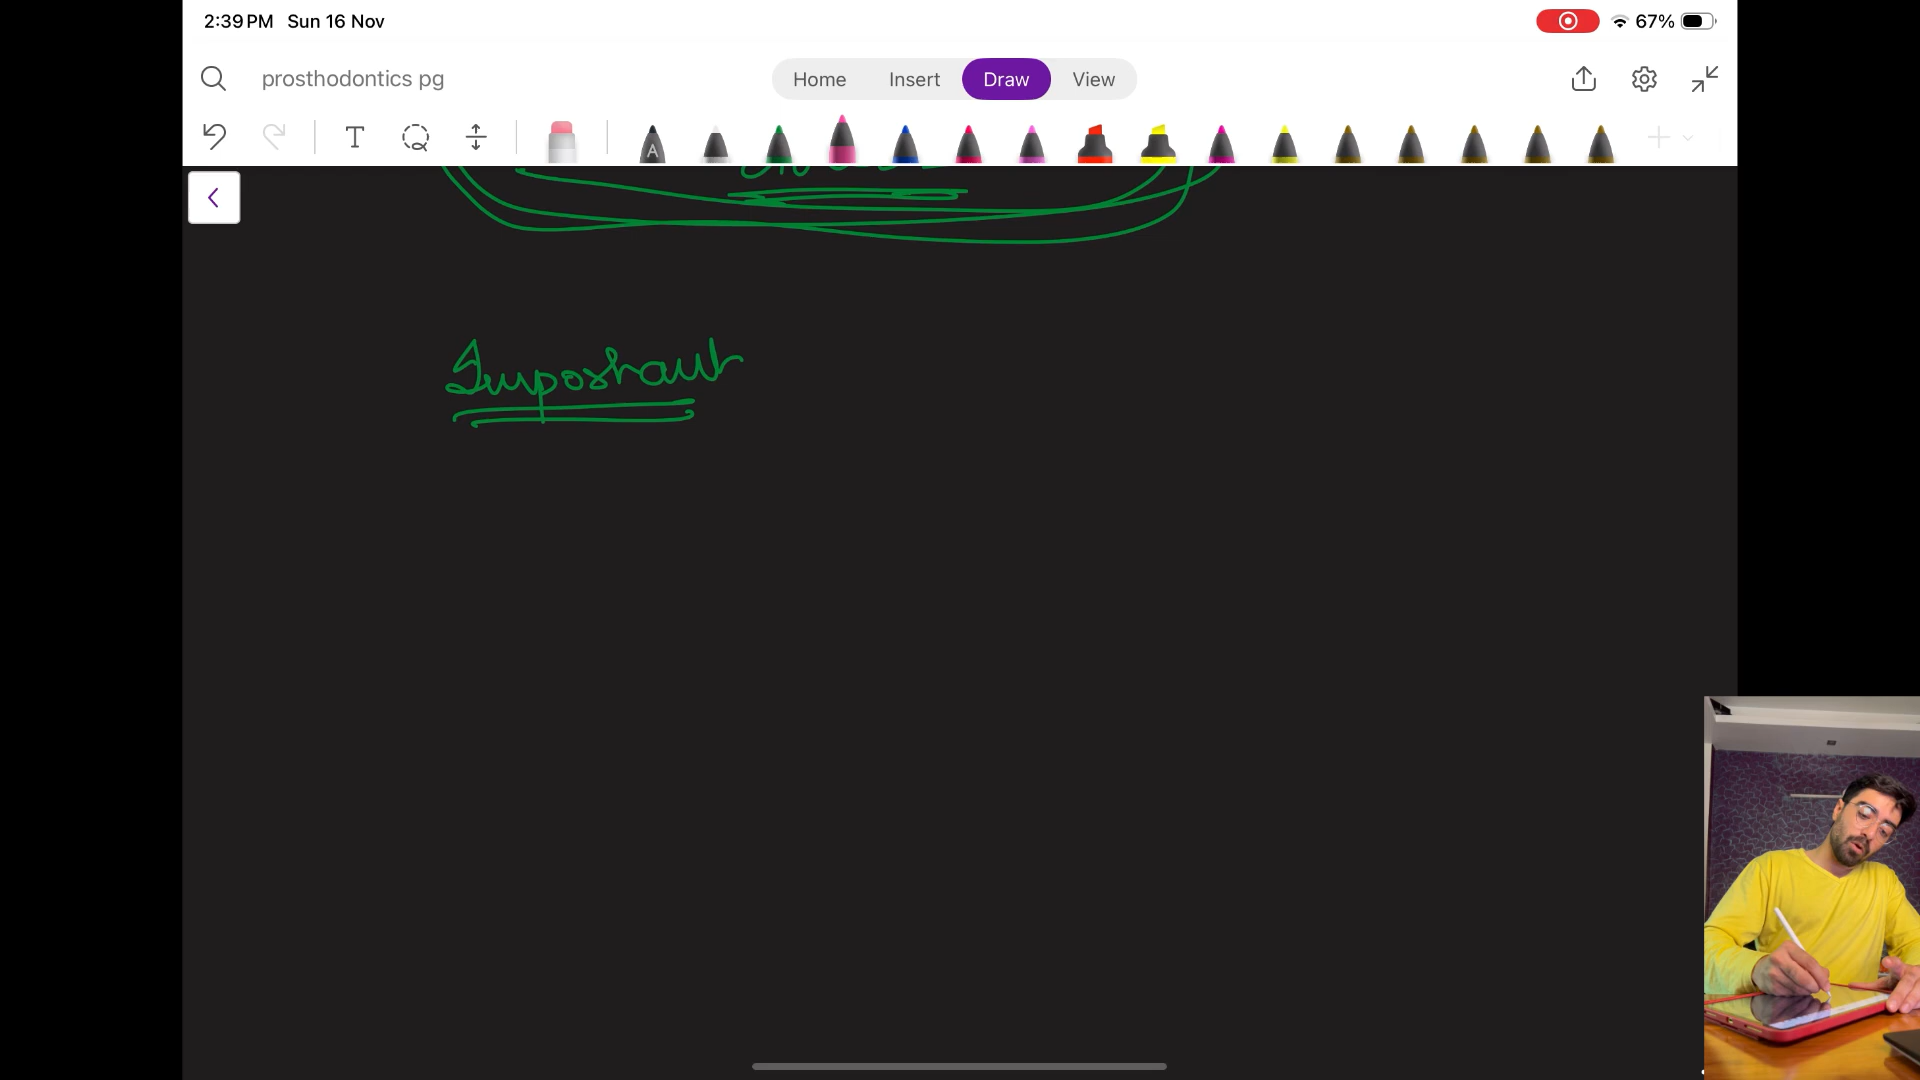 2:39 PM Sun 16 Nov 67%
prosthodontics pg Home Insert Draw View
T A
Important